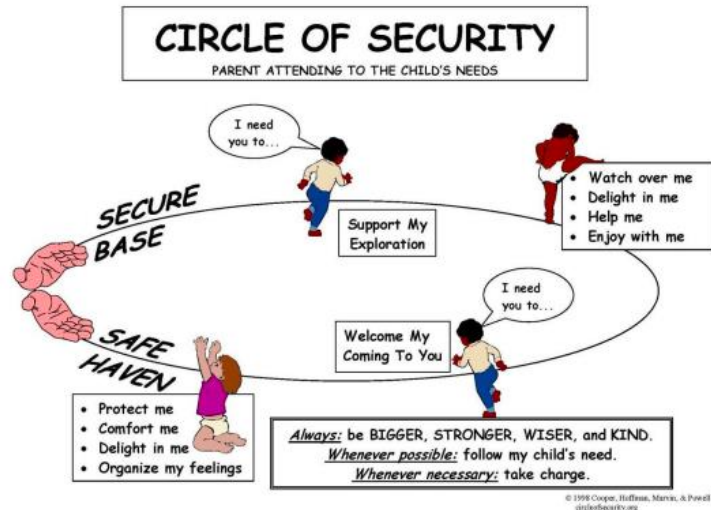 CIRCLE OF SECURITY
PARENT ATTENDING TO THE CHILD'S NEEDS
I need
you to...
SECURE
BASE
Support My
Exploration
• Watch over me
• Delight in me
• Help me
• Enjoy with me
I need
you to...
Welcome My
Coming To You
SAFE
HAVEN
• Protect me
• Comfort me
• Delight in me
• Organize my feelings
Always: be BIGGER, STRONGER, WISER, and KIND.
Whenever possible: follow my child's need.
Whenever necessary: take charge.
© 1998 Cooper, Hoffman, Marvin, & Powell
circleofsecurity.org